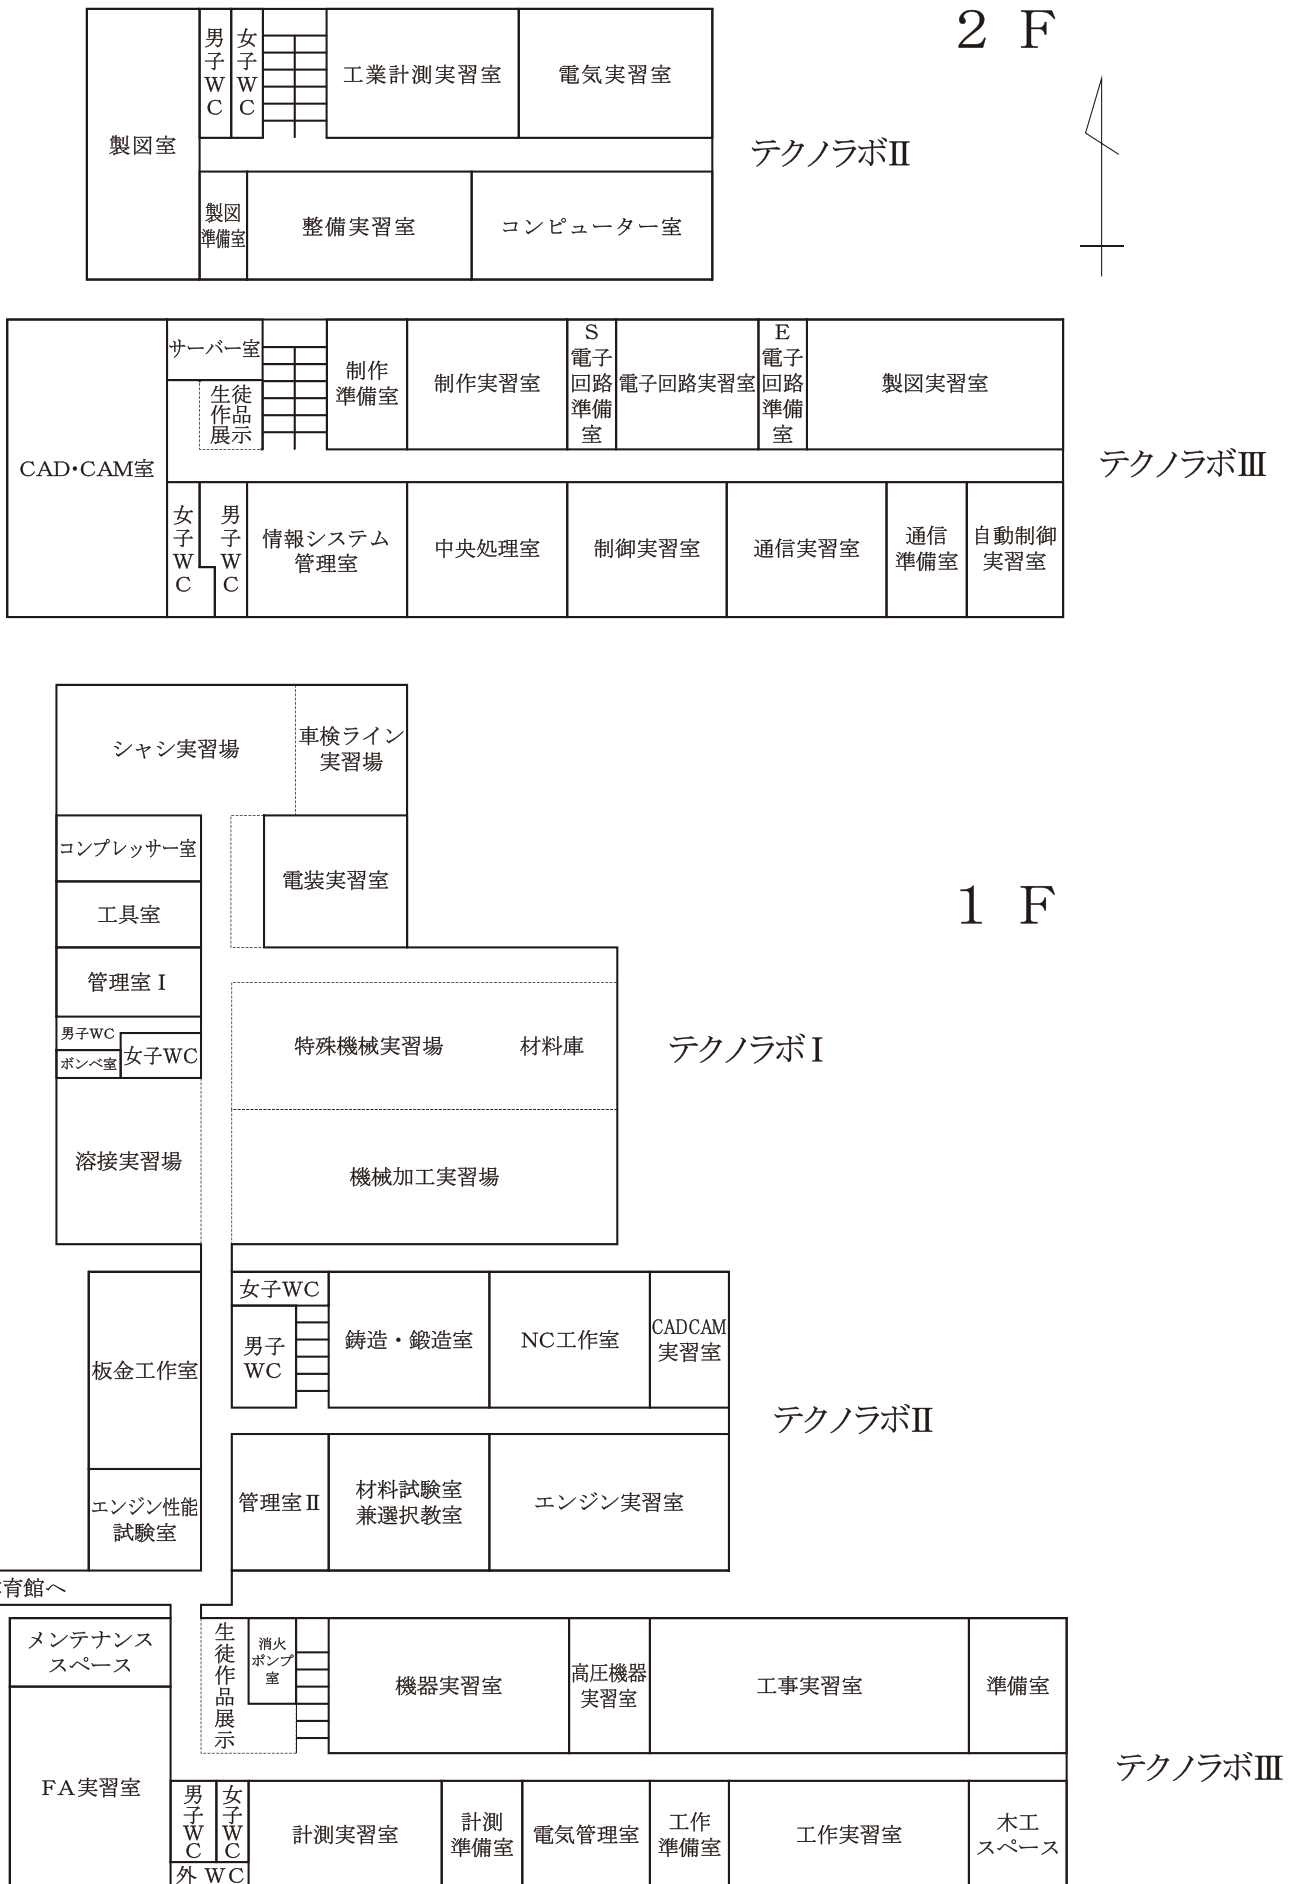 ２ Ｆ
男子WC
女子WC
工業計測実習室
電気実習室
製図室
テクノラボⅡ
製図
準備室
整備実習室
コンピューター室
サーバー室
生徒
作品
展示
制作
準備室
制作実習室
S
電子
回路
準備
室
電子回路実習室
E
電子
回路
準備
室
製図実習室
CAD•CAM室
テクノラボⅢ
女子WC
男子WC
情報システム
管理室
中央処理室
制御実習室
通信実習室
通信
準備室
自動制御
実習室
シャシ実習場
車検ライン
実習場
コンプレッサー室
電装実習室
工具室
１ Ｆ
管理室Ⅰ
男子WC
ボンベ室
女子WC
特殊機械実習場
材料庫
テクノラボⅠ
溶接実習場
機械加工実習場
女子WC
男子
WC
鋳造・鍛造室
NC工作室
CADCAM
実習室
板金工作室
テクノラボⅡ
エンジン性能
試験室
管理室Ⅱ
材料試験室
兼選択教室
エンジン実習室
育館へ
メンテナンス
スペース
生徒作品展示
消火
ポンプ
室
機器実習室
高圧機器
実習室
工事実習室
準備室
テクノラボⅢ
FA実習室
男子WC
女子WC
外 WC
計測実習室
計測
準備室
電気管理室
工作
準備室
工作実習室
木工
スペース